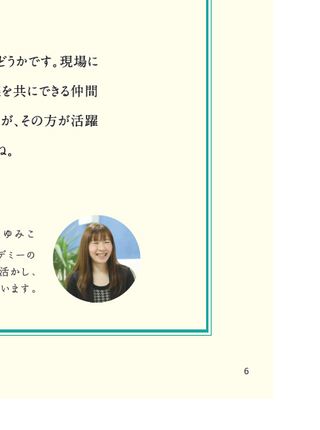 どうかです。現場に
を共にできる仲間
が、その方が活躍
ね。
ゆみこ
デミーの
活かし、
います。
6